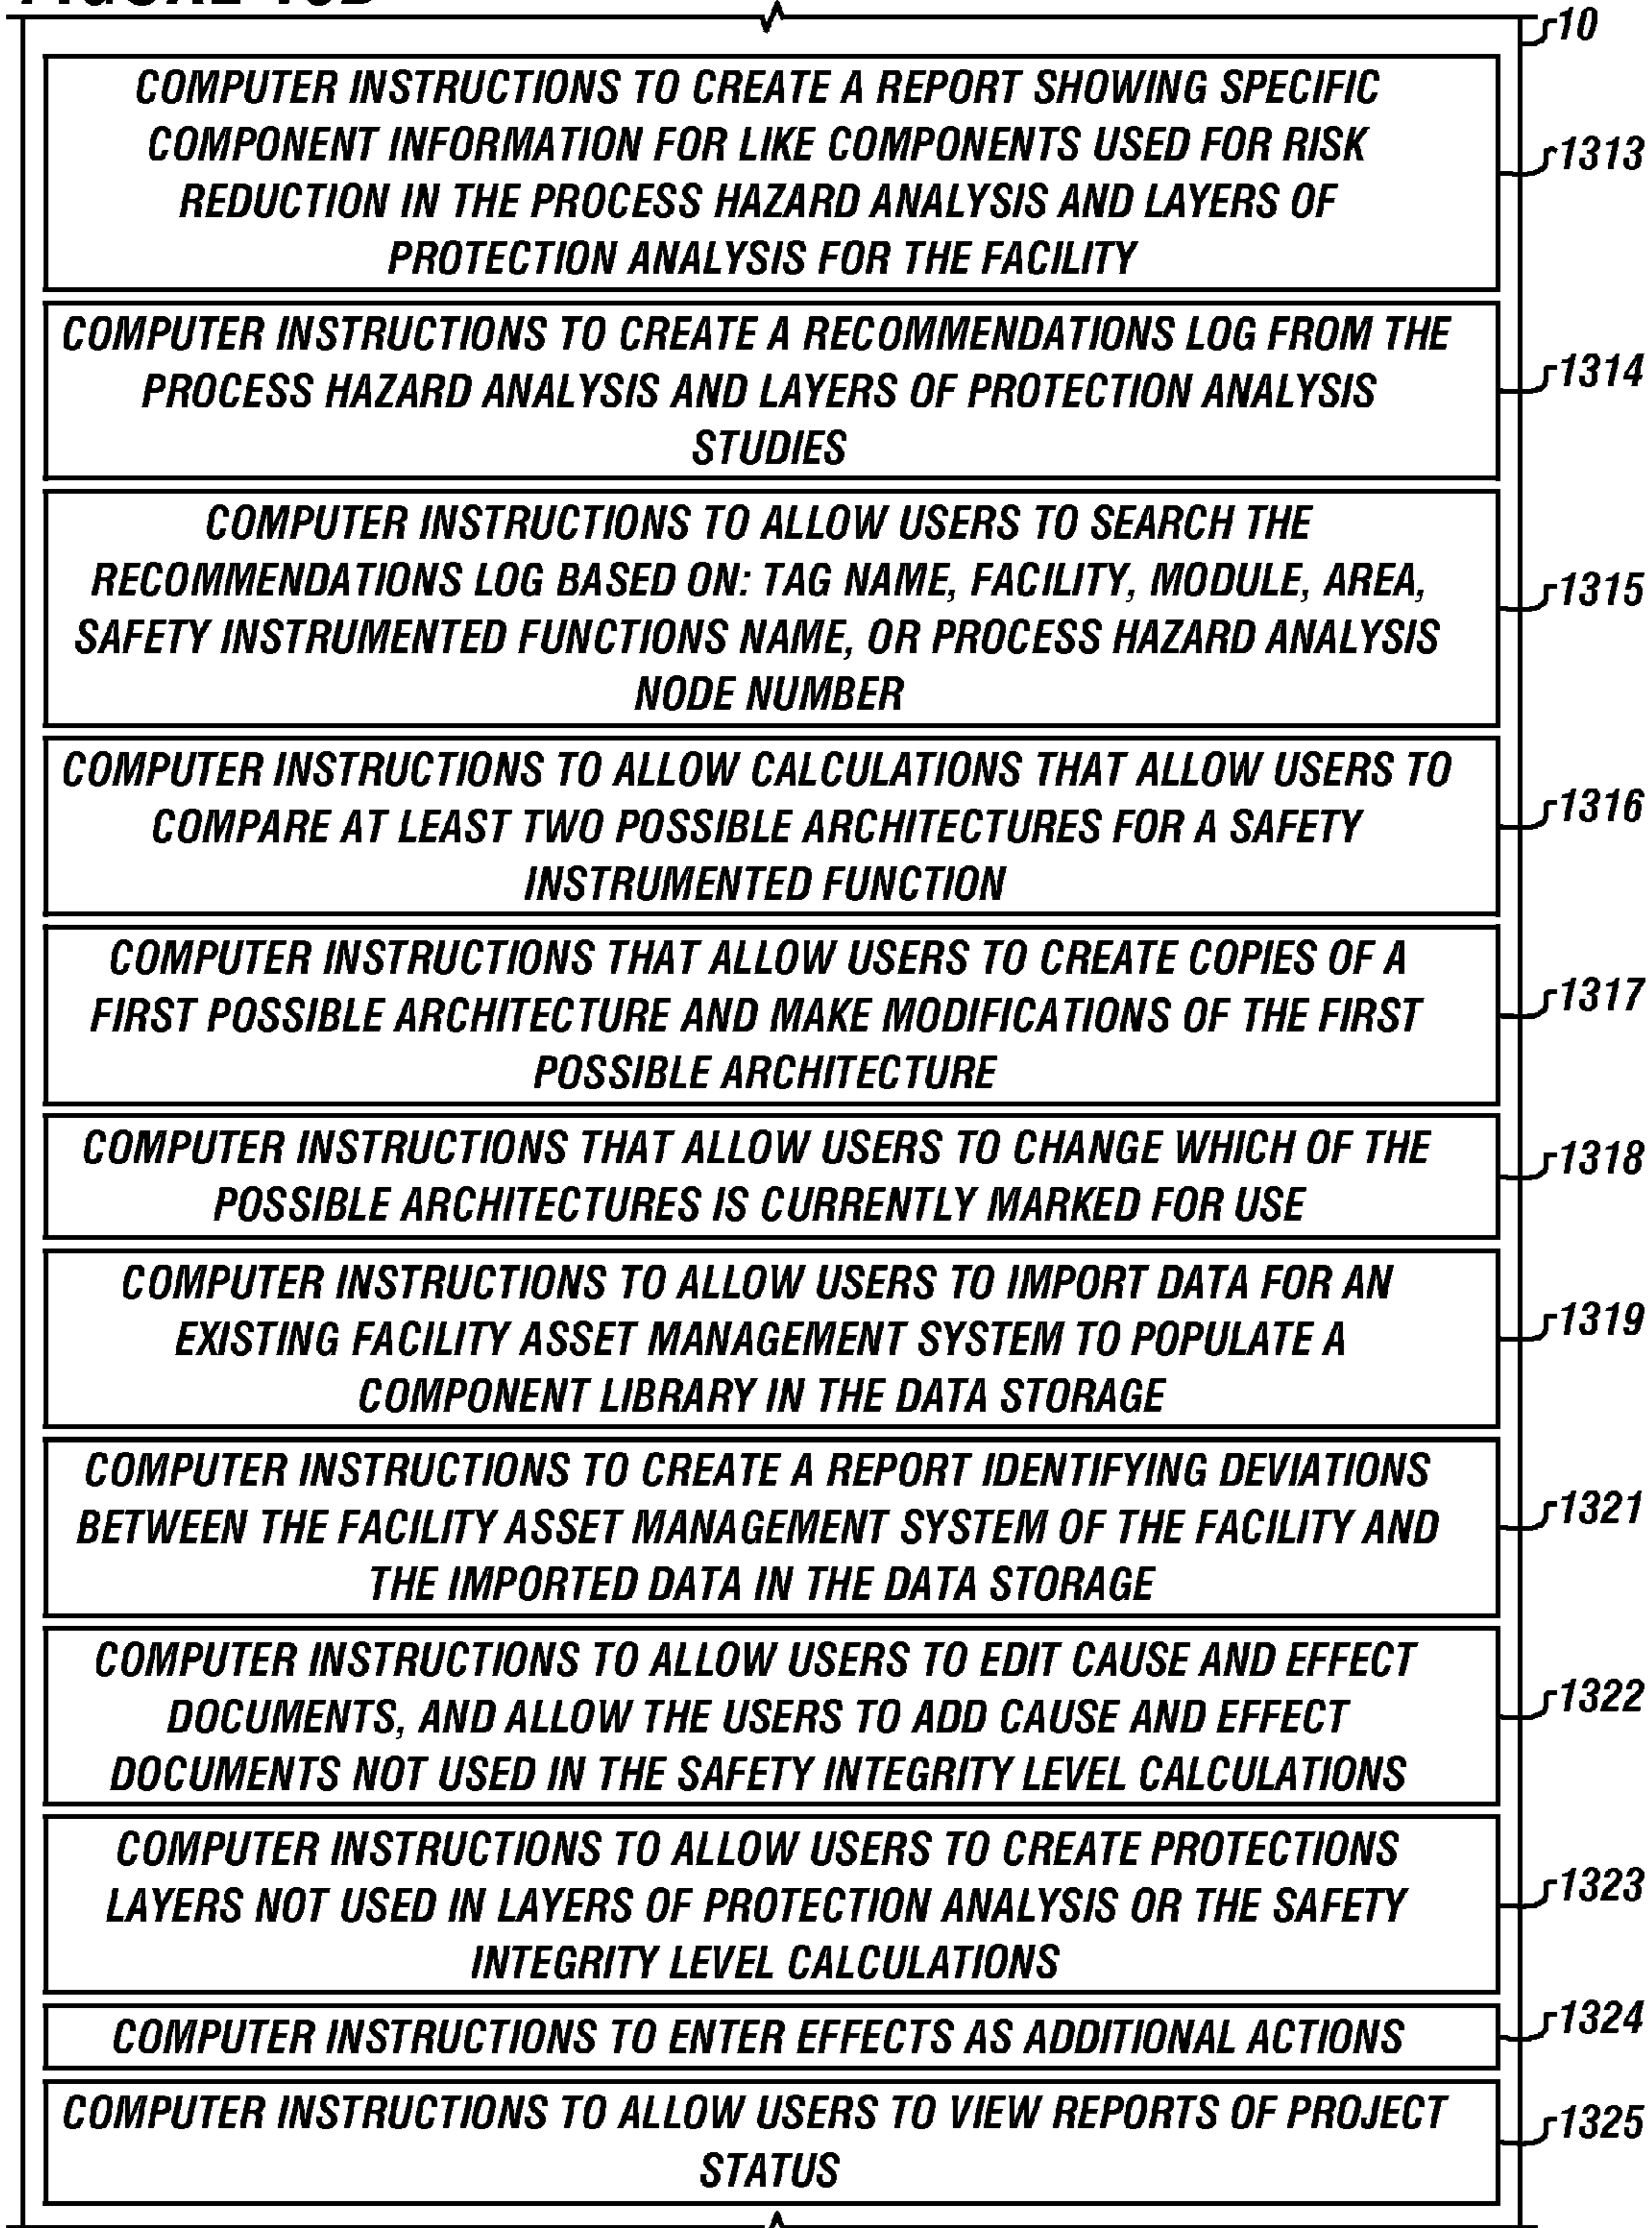 10
COMPUTER INSTRUCTIONS TO CREATE A REPORT SHOWING SPECIFIC
COMPONENT INFORMATION FOR LIKE COMPONENTS USED FOR RISK
REDUCTION IN THE PROCESS HAZARD ANALYSIS AND LAYERS OF
PROTECTION ANALYSIS FOR THE FACILITY
1313
COMPUTER INSTRUCTIONS TO CREATE A RECOMMENDATIONS LOG FROM THE
PROCESS HAZARD ANALYSIS AND LAYERS OF PROTECTION ANALYSIS
STUDIES
1314
COMPUTER INSTRUCTIONS TO ALLOW USERS TO SEARCH THE
RECOMMENDATIONS LOG BASED ON: TAG NAME, FACILITY, MODULE, AREA,
SAFETY INSTRUMENTED FUNCTIONS NAME, OR PROCESS HAZARD ANALYSIS
NODE NUMBER
1315
COMPUTER INSTRUCTIONS TO ALLOW CALCULATIONS THAT ALLOW USERS TO
COMPARE AT LEAST TWO POSSIBLE ARCHITECTURES FOR A SAFETY
INSTRUMENTED FUNCTION
1316
COMPUTER INSTRUCTIONS THAT ALLOW USERS TO CREATE COPIES OF A
FIRST POSSIBLE ARCHITECTURE AND MAKE MODIFICATIONS OF THE FIRST
POSSIBLE ARCHITECTURE
1317
COMPUTER INSTRUCTIONS THAT ALLOW USERS TO CHANGE WHICH OF THE
POSSIBLE ARCHITECTURES IS CURRENTLY MARKED FOR USE
1318
COMPUTER INSTRUCTIONS TO ALLOW USERS TO IMPORT DATA FOR AN
EXISTING FACILITY ASSET MANAGEMENT SYSTEM TO POPULATE A
COMPONENT LIBRARY IN THE DATA STORAGE
1319
COMPUTER INSTRUCTIONS TO CREATE A REPORT IDENTIFYING DEVIATIONS
BETWEEN THE FACILITY ASSET MANAGEMENT SYSTEM OF THE FACILITY AND
THE IMPORTED DATA IN THE DATA STORAGE
1321
COMPUTER INSTRUCTIONS TO ALLOW USERS TO EDIT CAUSE AND EFFECT
DOCUMENTS, AND ALLOW THE USERS TO ADD CAUSE AND EFFECT
DOCUMENTS NOT USED IN THE SAFETY INTEGRITY LEVEL CALCULATIONS
1322
COMPUTER INSTRUCTIONS TO ALLOW USERS TO CREATE PROTECTIONS
LAYERS NOT USED IN LAYERS OF PROTECTION ANALYSIS OR THE SAFETY
INTEGRITY LEVEL CALCULATIONS
1323
COMPUTER INSTRUCTIONS TO ENTER EFFECTS AS ADDITIONAL ACTIONS
1324
COMPUTER INSTRUCTIONS TO ALLOW USERS TO VIEW REPORTS OF PROJECT
STATUS
1325